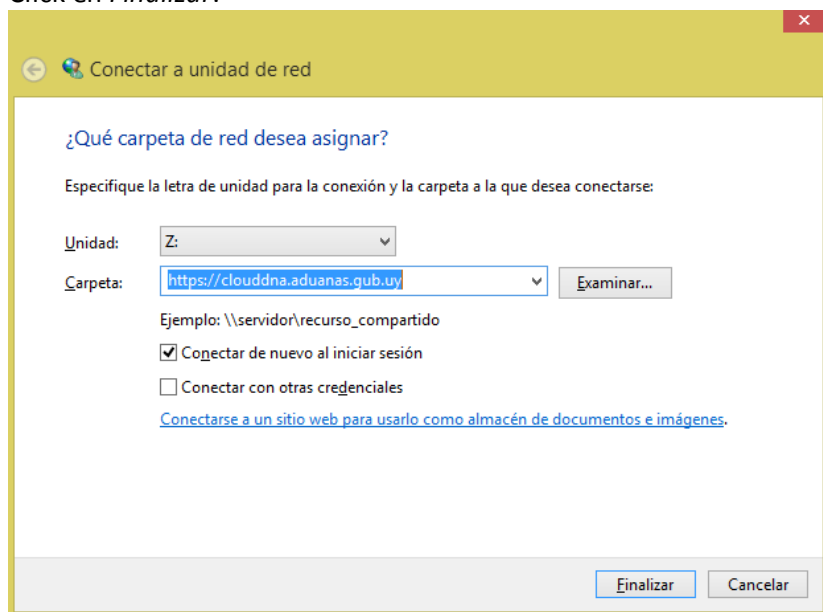 Click en Finalizar.
Conectar a unidad de red
¿Qué carpeta de red desea asignar?
Especifique la letra de unidad para la conexión y la carpeta a la que desea conectarse:
Unidad: Z:
Carpeta: https://clouddna.aduanas.gub.uy Examinar...
Ejemplo: \\servidor\recurso_compartido
Conectar de nuevo al iniciar sesión
Conectar con otras credenciales
Conectarse a un sitio web para usarlo como almacén de documentos e imágenes.
Finalizar Cancelar